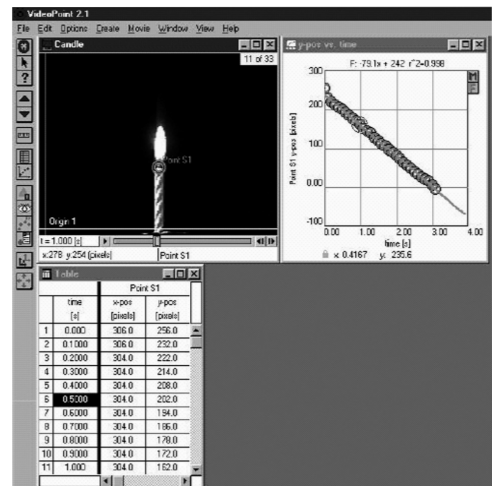 VideoPoint 2.1
File Edit Options Create Movie Window View Help
Candle
11 of 33
Point S1
Origin 1
t = 1.000 [s]
x:278 y:254 (pixels)
Point S1
y-pos vs. time
F: -79.1x + 242 r^2=0.998
Point S1 y-pos [pixels]
300
200
100
0.00
-100
0.00 1.00 2.00 3.00 4.00
time [s]
x: 0.4167 y: 235.6
Table
Point S1
time x-pos y-pos
[s] [pixels] [pixels]
1 0.000 306.0 256.0
2 0.1000 306.0 232.0
3 0.2000 304.0 222.0
4 0.3000 304.0 214.0
5 0.4000 304.0 208.0
6 0.5000 304.0 202.0
7 0.6000 304.0 194.0
8 0.7000 304.0 186.0
9 0.8000 304.0 178.0
10 0.9000 304.0 172.0
11 1.000 304.0 162.0